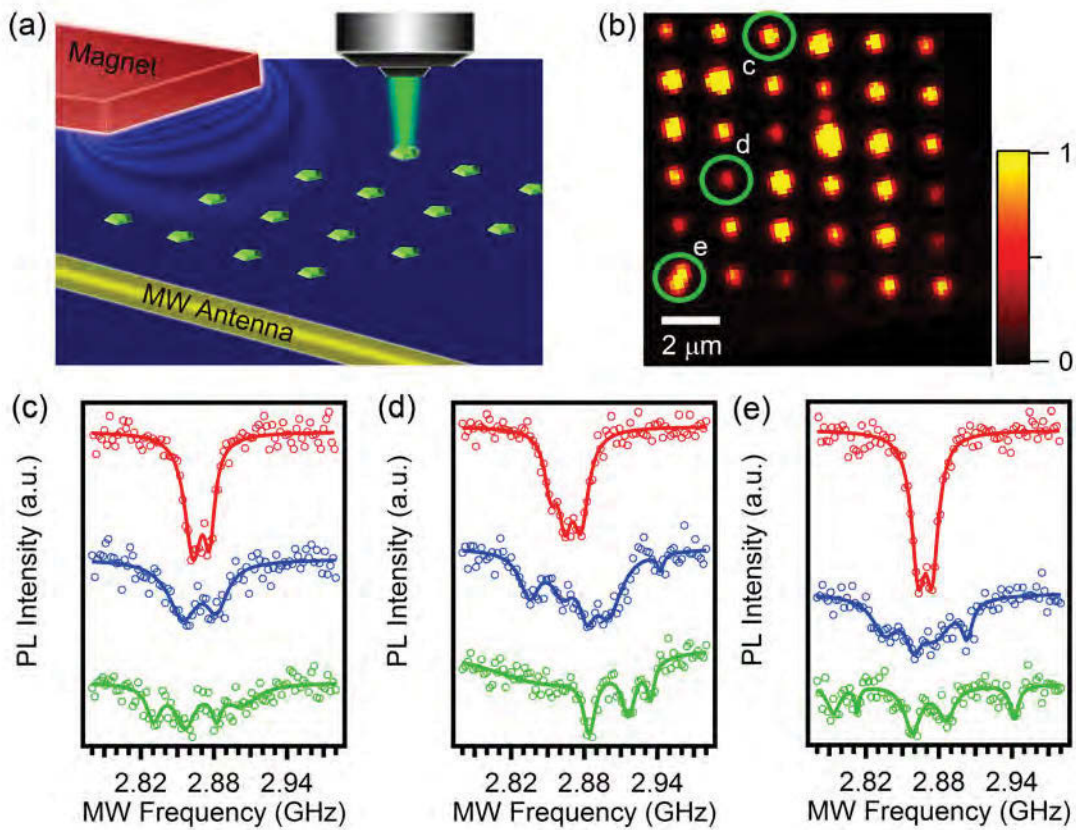 (a)
Magnet
MW Antenna
(b)
c
d
e
2 μm
1
0
(c)
PL Intensity (a.u.)
2.82 2.88 2.94
MW Frequency (GHz)
(d)
PL Intensity (a.u.)
2.82 2.88 2.94
MW Frequency (GHz)
(e)
PL Intensity (a.u.)
2.82 2.88 2.94
MW Frequency (GHz)